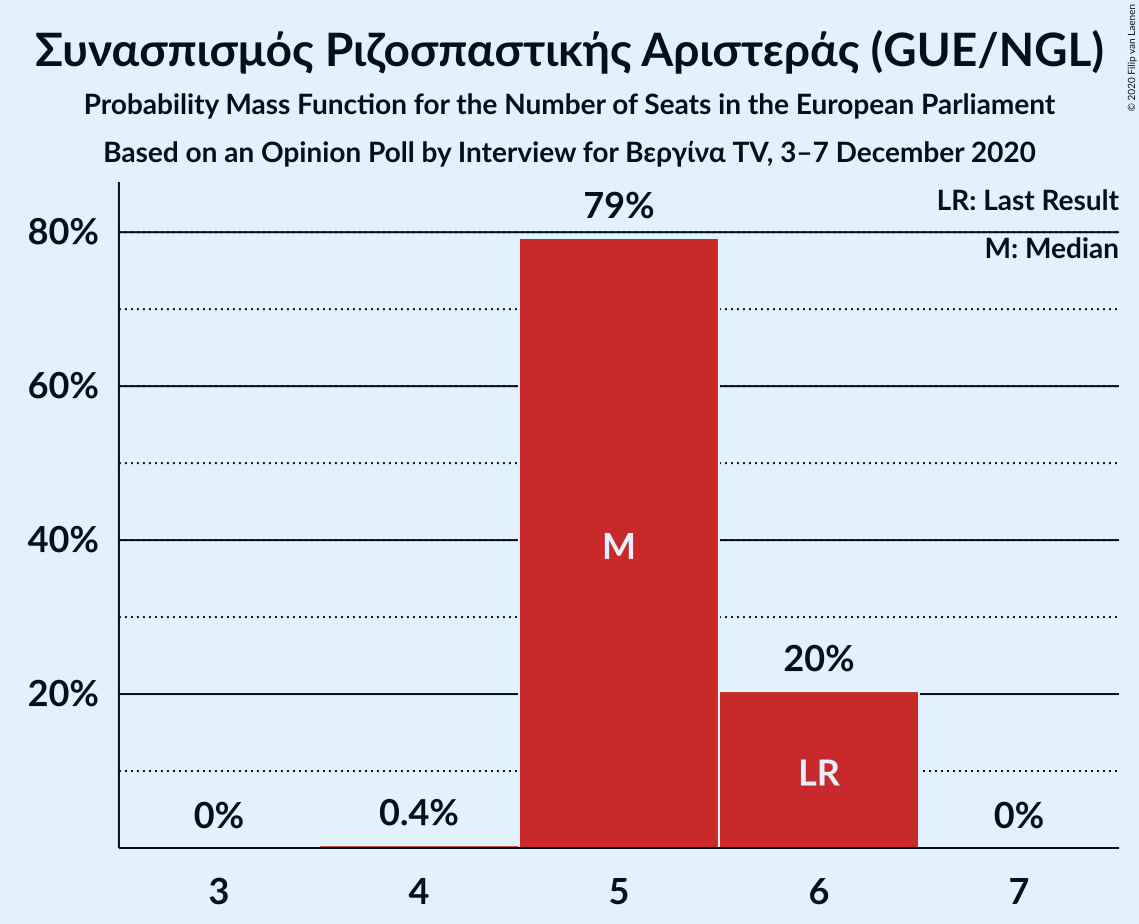 Συνασπισμός Ριζοσπαστικής Αριστεράς (GUE/NGL)
Probability Mass Function for the Number of Seats in the European Parliament
Based on an Opinion Poll by Interview for Βεργίνα TV, 3–7 December 2020
© 2020 Filip van Laenen
LR: Last Result
M: Median
79%
80%
60%
40%
20%
M
20%
LR
0%
0.4%
0%
3
4
5
6
7